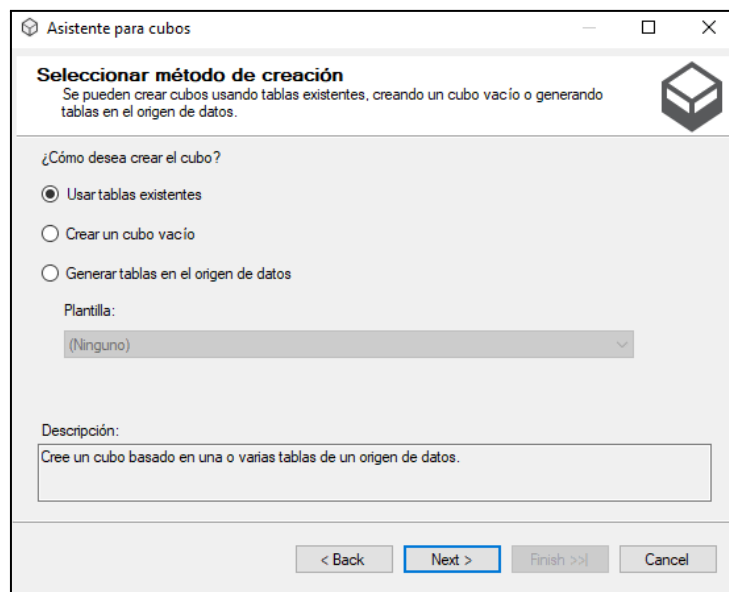 Asistente para cubos
Seleccionar método de creación
Se pueden crear cubos usando tablas existentes, creando un cubo vacío o generando
tablas en el origen de datos.
¿Cómo desea crear el cubo?
Usar tablas existentes
Crear un cubo vacío
Generar tablas en el origen de datos
Plantilla:
(Ninguno)
Descripción:
Cree un cubo basado en una o varias tablas de un origen de datos.
< Back Next > Finish >>| Cancel